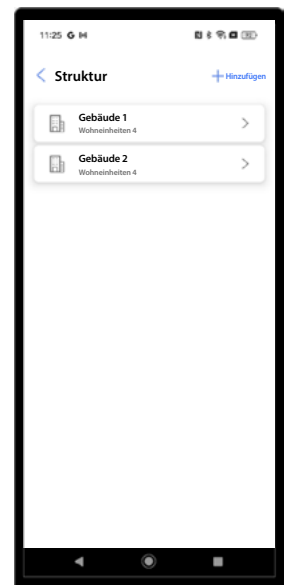 11:25 G M
Struktur
Hinzufügen
Gebäude 1
Wohneinheiten 4
Gebäude 2
Wohneinheiten 4